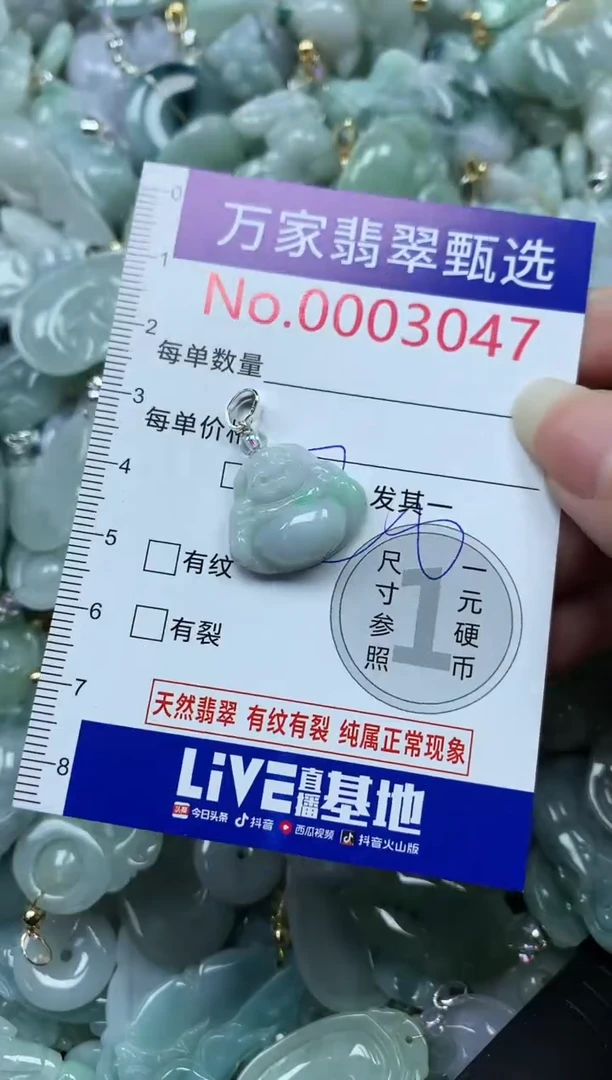 万家翡翠甄选
No.0003047
每单数量
每单价
发其一
有纹
有裂
尺寸参照
1
一元硬币
天然翡翠 有纹有裂 纯属正常现象
LiVE直播基地
头条 今日头条 抖音 西瓜视频 抖音火山版
0
1
2
3
4
5
6
7
8